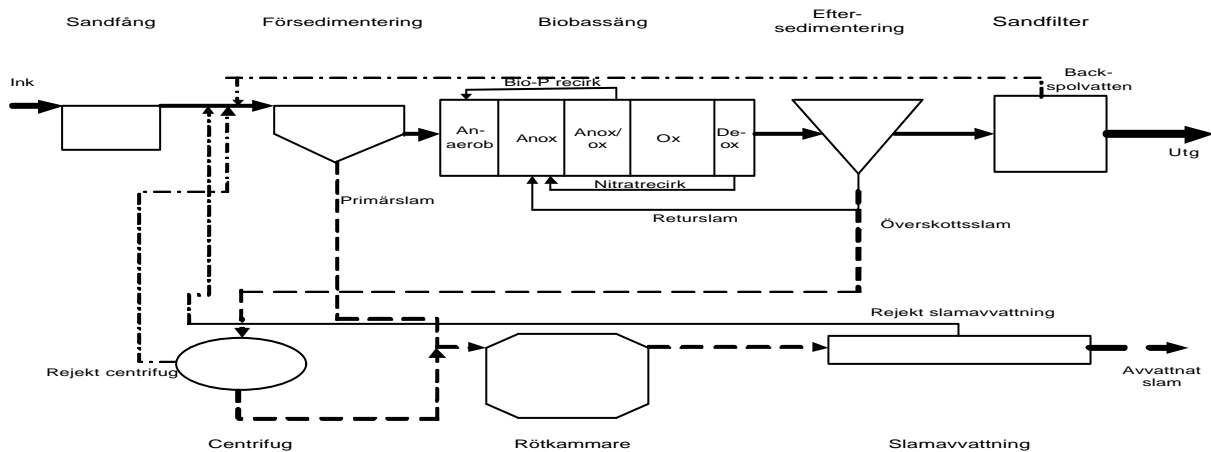 Sandfång
Försedimentering
Biobassäng
Efter-
sedimentering
Sandfilter
Ink
Bio-P recirk
Back-
spolvatten
An-
aerob
Anox
Anox/
ox
Ox
De-
ox
Utg
Nitratrecirk
Primärslam
Returslam
Överskottsslam
Rejekt slamavvattning
Rejekt centrifug
Avvattnat
slam
Centrifug
Rötkammare
Slamavvattning